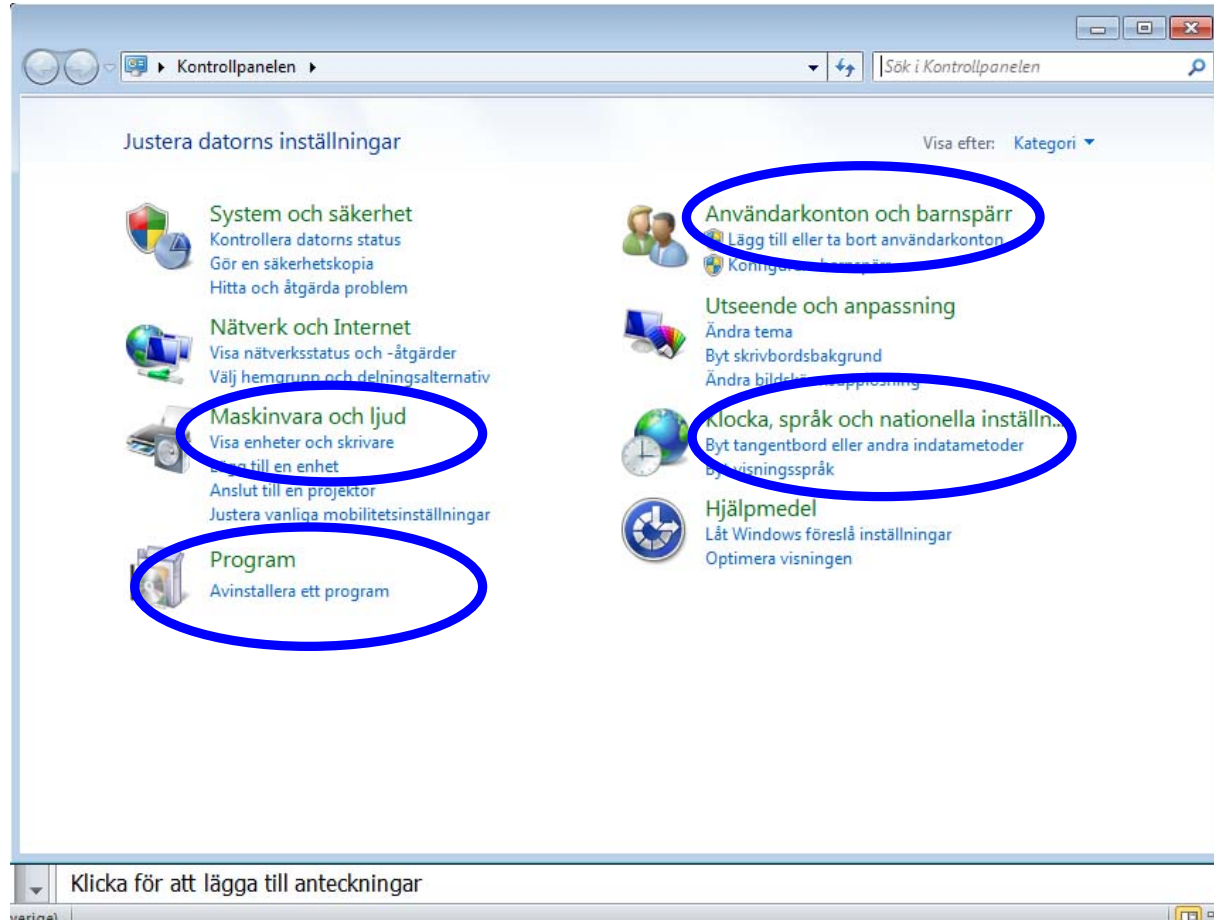 Kontrollpanelen
Sök i Kontrollpanelen
Justera datorns inställningar
Visa efter: Kategori
System och säkerhet
Kontrollera datorns status
Gör en säkerhetskopia
Hitta och åtgärda problem
Nätverk och Internet
Visa nätverksstatus och -åtgärder
Välj hemgrupp och delningsalternativ
Maskinvara och ljud
Visa enheter och skrivare
Lägg till en enhet
Anslut till en projektor
Justera vanliga mobilitetsinställningar
Program
Avinstallera ett program
Användarkonton och barnspärr
Lägg till eller ta bort användarkonton
Konfigurera barnspärr
Utseende och anpassning
Ändra tema
Byt skrivbordsbakgrund
Ändra bildskärmsupplösning
Klocka, språk och nationella inställn...
Byt tangentbord eller andra indatametoder
Byt visningsspråk
Hjälpmedel
Låt Windows föreslå inställningar
Optimera visningen
Klicka för att lägga till anteckningar